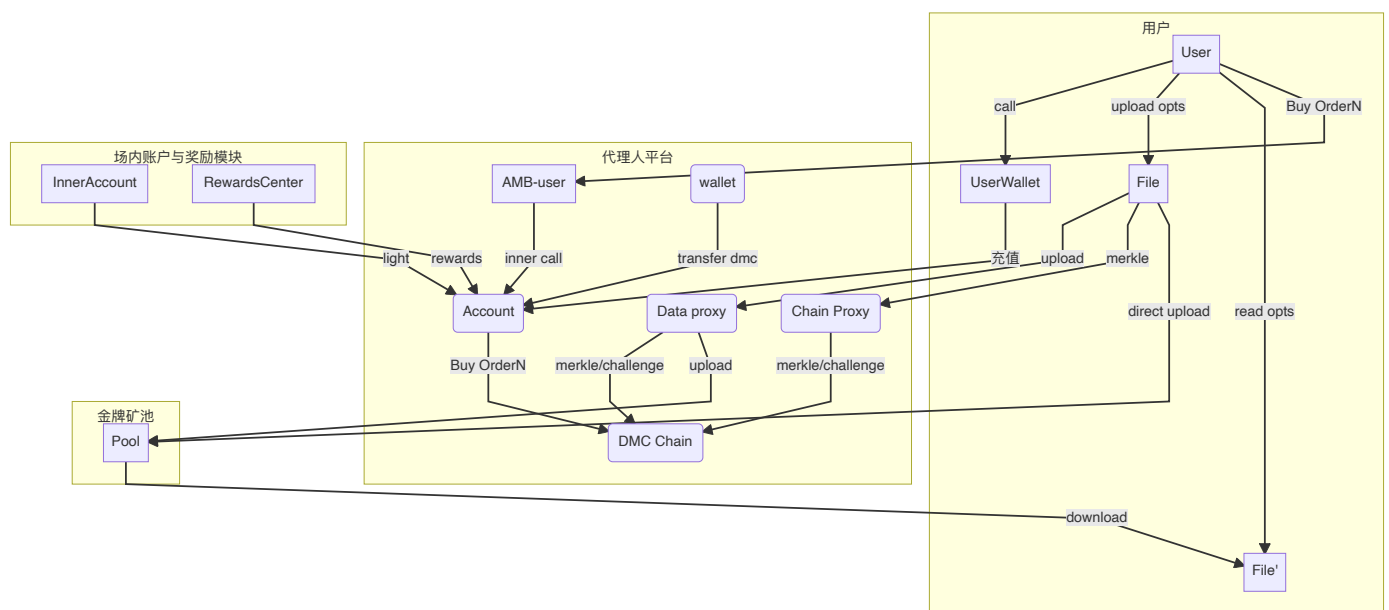 用户
User
call
upload opts
Buy OrderN
场内账户与奖励模块
代理人平台
InnerAccount
RewardsCenter
AMB-user
wallet
UserWallet
File
light
rewards
inner call
transfer dmc
充值
upload
merkle
Account
Data proxy
Chain Proxy
direct upload
read opts
Buy OrderN
merkle/challenge
upload
merkle/challenge
金牌矿池
Pool
DMC Chain
download
File'